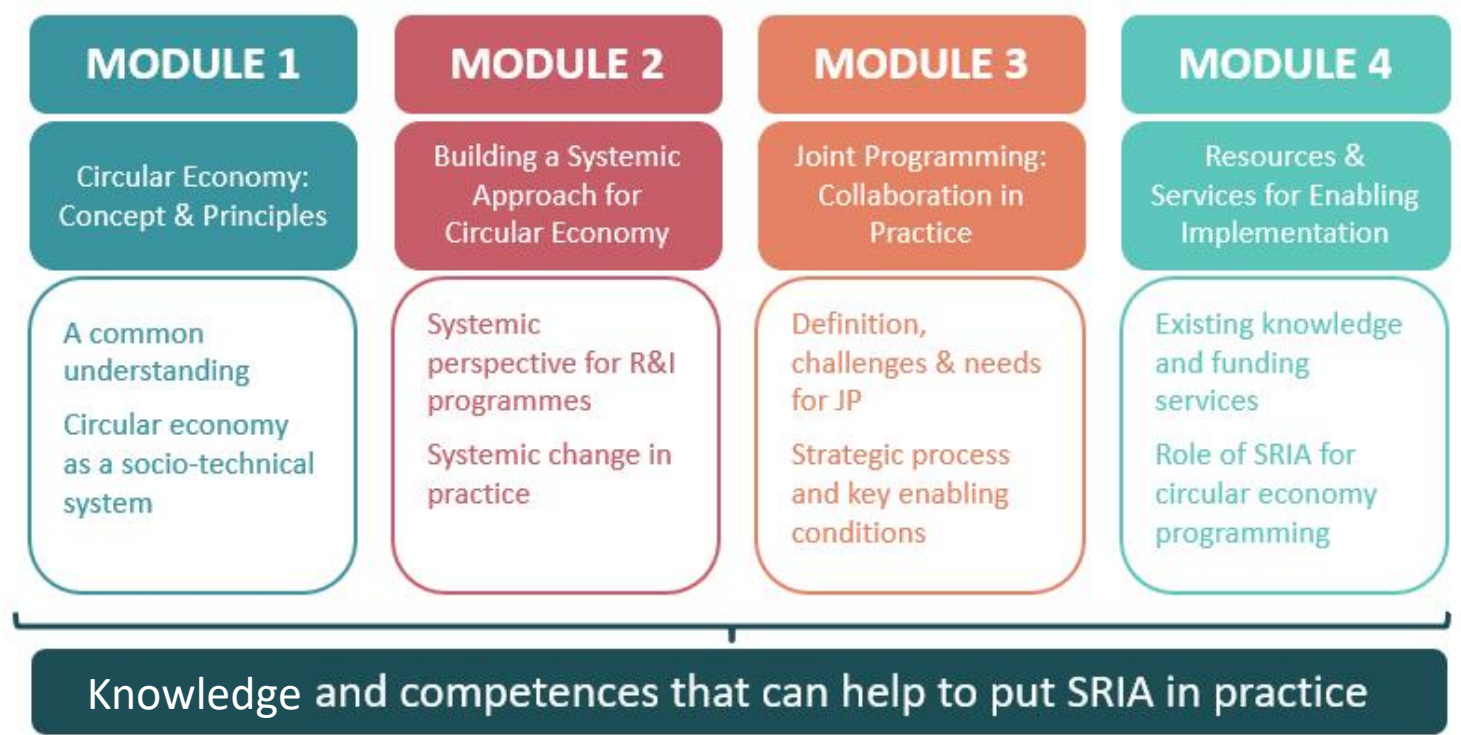 MODULE 1
Circular Economy:
Concept & Principles
A common
understanding
Circular economy
as a socio-technical
system
MODULE 2
Building a Systemic
Approach for
Circular Economy
Systemic
perspective for R&I
programmes
Systemic change in
practice
MODULE 3
Joint Programming:
Collaboration in
Practice
Definition,
challenges & needs
for JP
Strategic process
and key enabling
conditions
MODULE 4
Resources &
Services for Enabling
Implementation
Existing knowledge
and funding
services
Role of SRIA for
circular economy
programming
Knowledge and competences that can help to put SRIA in practice